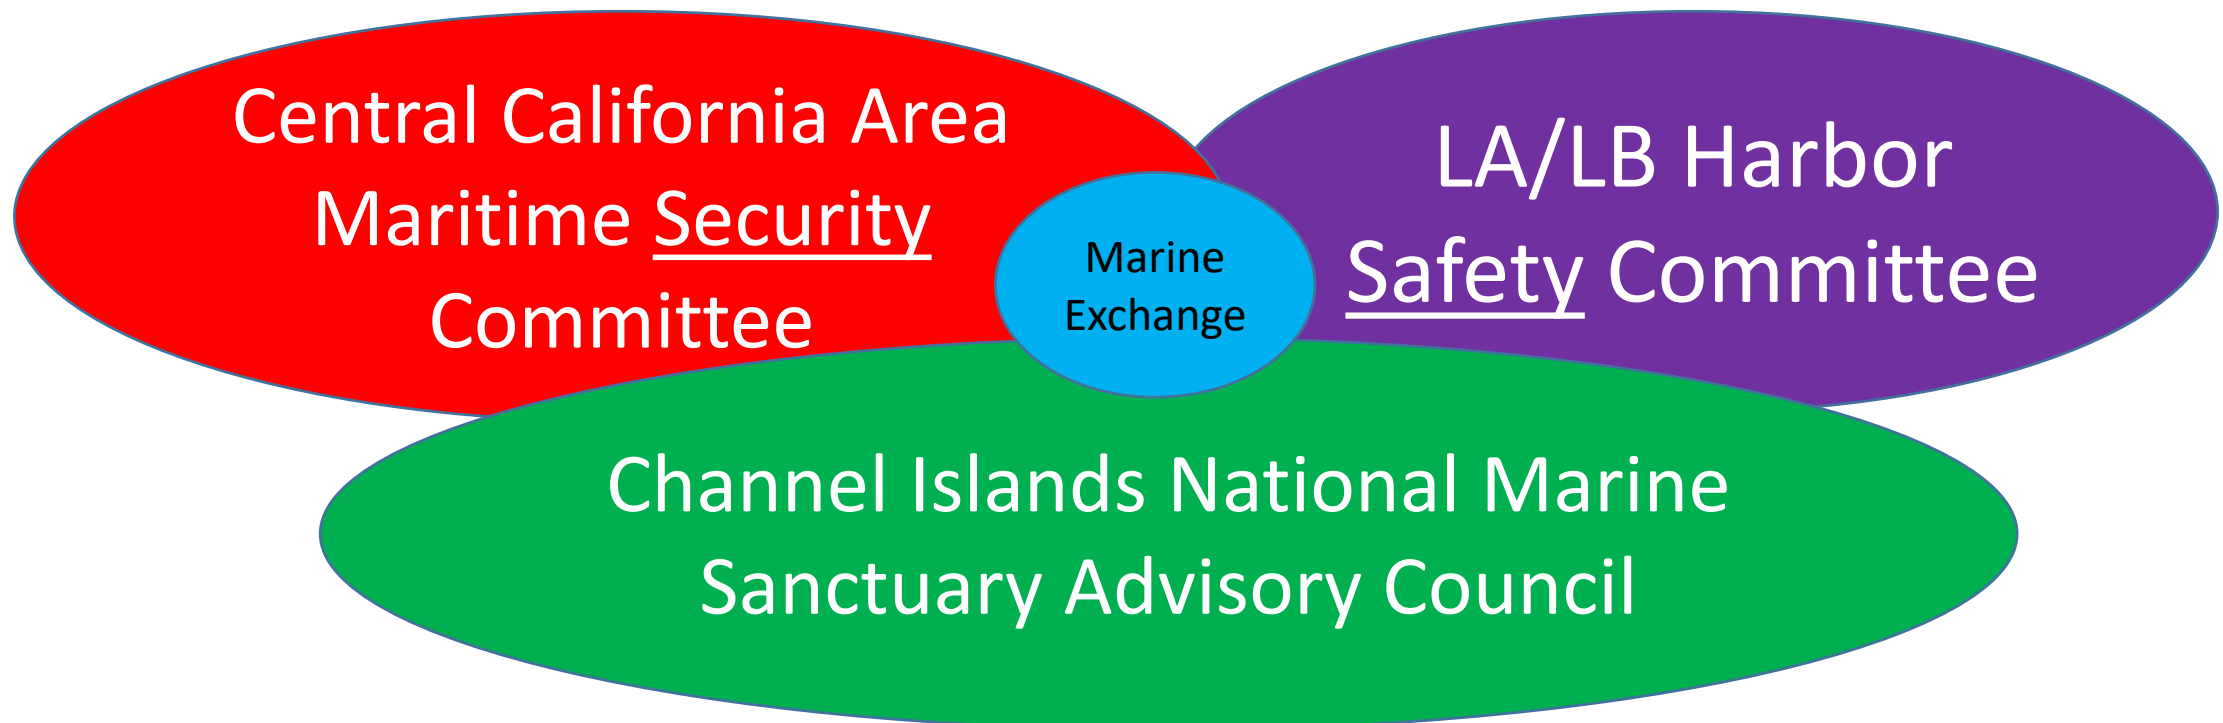 Central California Area
Maritime Security
Committee
LA/LB Harbor
Safety Committee
Marine
Exchange
Channel Islands National Marine
Sanctuary Advisory Council